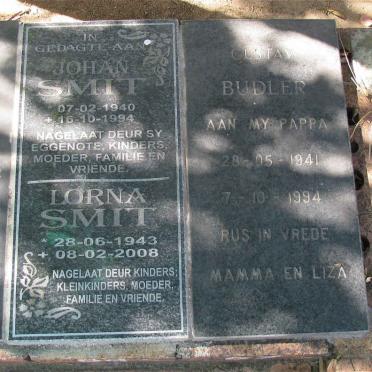 IN
GEDAGTE AAN
JOHAN
SMIT
07-02-1940
+ 16-10-1994
NAGELAAT DEUR SY
EGGENOTE, KINDERS,
MOEDER, FAMILIE EN
VRIENDE.
LORNA
SMIT
* 28-06-1943
+ 08-02-2008
NAGELAAT DEUR KINDERS,
KLEINKINDERS, MOEDER,
FAMILIE EN VRIENDE.
GUSTAV
BUDLER
AAN MY PAPPA
28-05-1941
7-10-1994
RUS IN VREDE
MAMMA EN LIZA